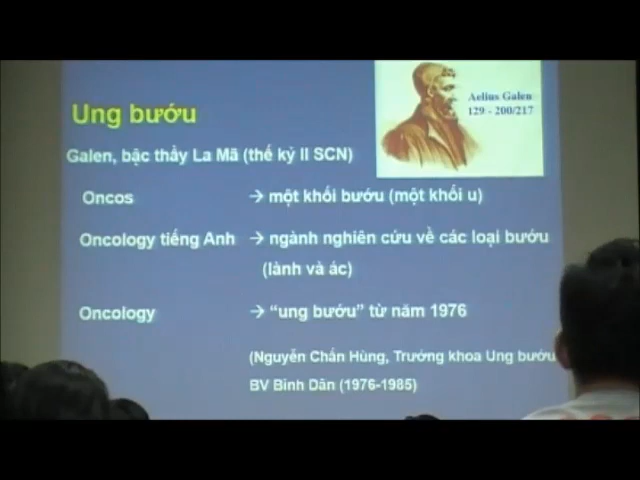 Ung bướu
Aelius Galen
129 - 200/217
Galen, bậc thầy La Mã (thế kỷ II SCN)
Oncos → một khối bướu (một khối u)
Oncology tiếng Anh → ngành nghiên cứu về các loại bướu
(lành và ác)
Oncology → “ung bướu” từ năm 1976
(Nguyễn Chấn Hùng, Trưởng khoa Ung bướu
BV Bình Dân (1976-1985)